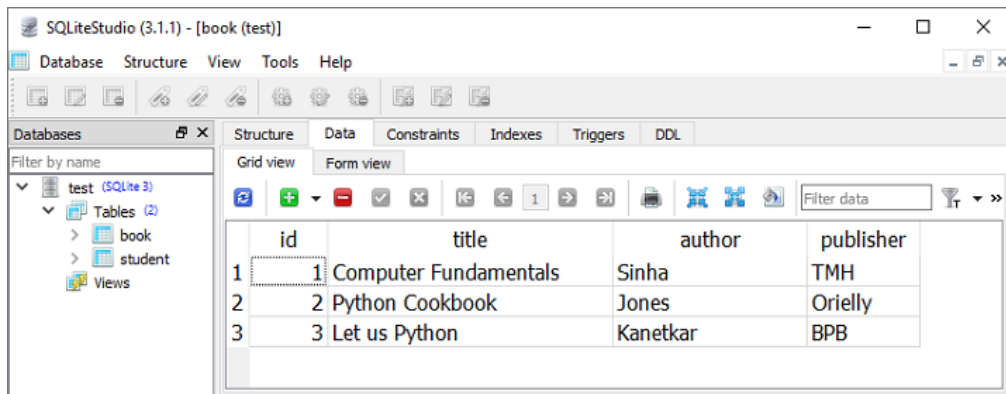 SQLiteStudio (3.1.1) - [book (test)]
Database Structure View Tools Help
Databases
Filter by name
test (SQLite 3)
Tables (2)
book
student
Views
Structure Data Constraints Indexes Triggers DDL
Grid view Form view
1 Filter data T
id title author publisher
1 1 Computer Fundamentals Sinha TMH
2 2 Python Cookbook Jones Orielly
3 3 Let us Python Kanetkar BPB